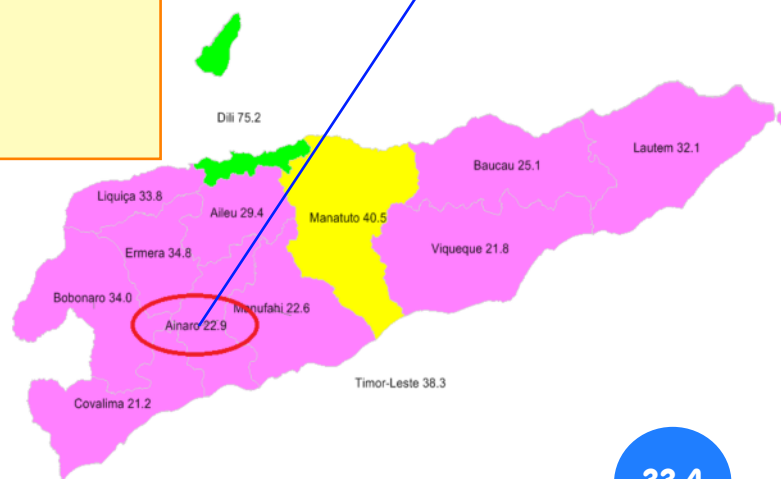 Dili 75.2
Lautem 32.1
Baucau 25.1
Liquiça 33.8
Aileu 29.4
Manatuto 40.5
Viqueque 21.8
Ermera 34.8
Bobonaro 34.0
Manufahi 22.6
Ainaro 22.9
Timor-Leste 38.3
Covalima 21.2